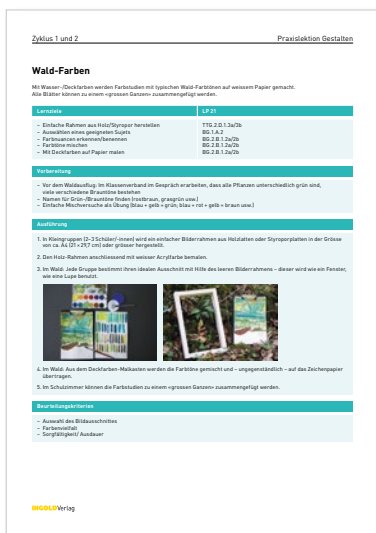 Zyklus 1 und 2
Praxislektion Gestalten
Wald-Farben
Mit Wasser-/Deckfarben werden Farbstudien mit typischen Wald-Farbtönen auf weissem Papier gemacht.
Alle Blätter können zu einem «grossen Ganzen» zusammengefügt werden.
Lernziele
LP 21
– Einfache Rahmen aus Holz/Styropor herstellen
TTG.2.D.1.3a/2b
– Auswählen eines geeigneten Sujets
BG.1.A.2
– Farbnuancen erkennen/benennen
BG.2.B.1.2a/2b
– Farbtöne mischen
BG.2.B.1.2a/2b
– Mit Deckfarben auf Papier malen
BG.2.B.1.2a/2b
Vorbereitung
– Vor dem Waldausflug: Im Klassenverband im Gespräch erarbeiten, dass alle Pflanzen unterschiedlich grün sind,
viele verschiedene Brauntöne bestehen
– Namen für Grün-/Brauntöne finden (rostbraun, grasgrün usw.)
– Einfache Mischversuche als Übung (blau + gelb = grün; blau + rot + gelb = braun usw.)
Ausführung
1. In Kleingruppen (2–3 Schüler/-innen) wird ein einfacher Bilderrahmen aus Holzlatten oder Styroporplatten in der Grösse
von ca. A4 (21 × 29,7 cm) oder grösser hergestellt.
2. Den Holz-Rahmen anschliessend mit weisser Acrylfarbe bemalen.
3. Im Wald: Jede Gruppe bestimmt ihren idealen Ausschnitt mit Hilfe des leeren Bilderrahmens – dieser wird wie ein Fenster,
wie eine Lupe benutzt.
4. Im Wald: Aus dem Deckfarben-Malkasten werden die Farbtöne gemischt und – ungegenständlich – auf das Zeichenpapier
übertragen.
5. Im Schulzimmer können die Farbstudien zu einem «grossen Ganzen» zusammengefügt werden.
Beurteilungskriterien
– Auswahl des Bildausschnittes
– Farbenvielfalt
– Sorgfältigkeit/ Ausdauer
INGOLDVerlag